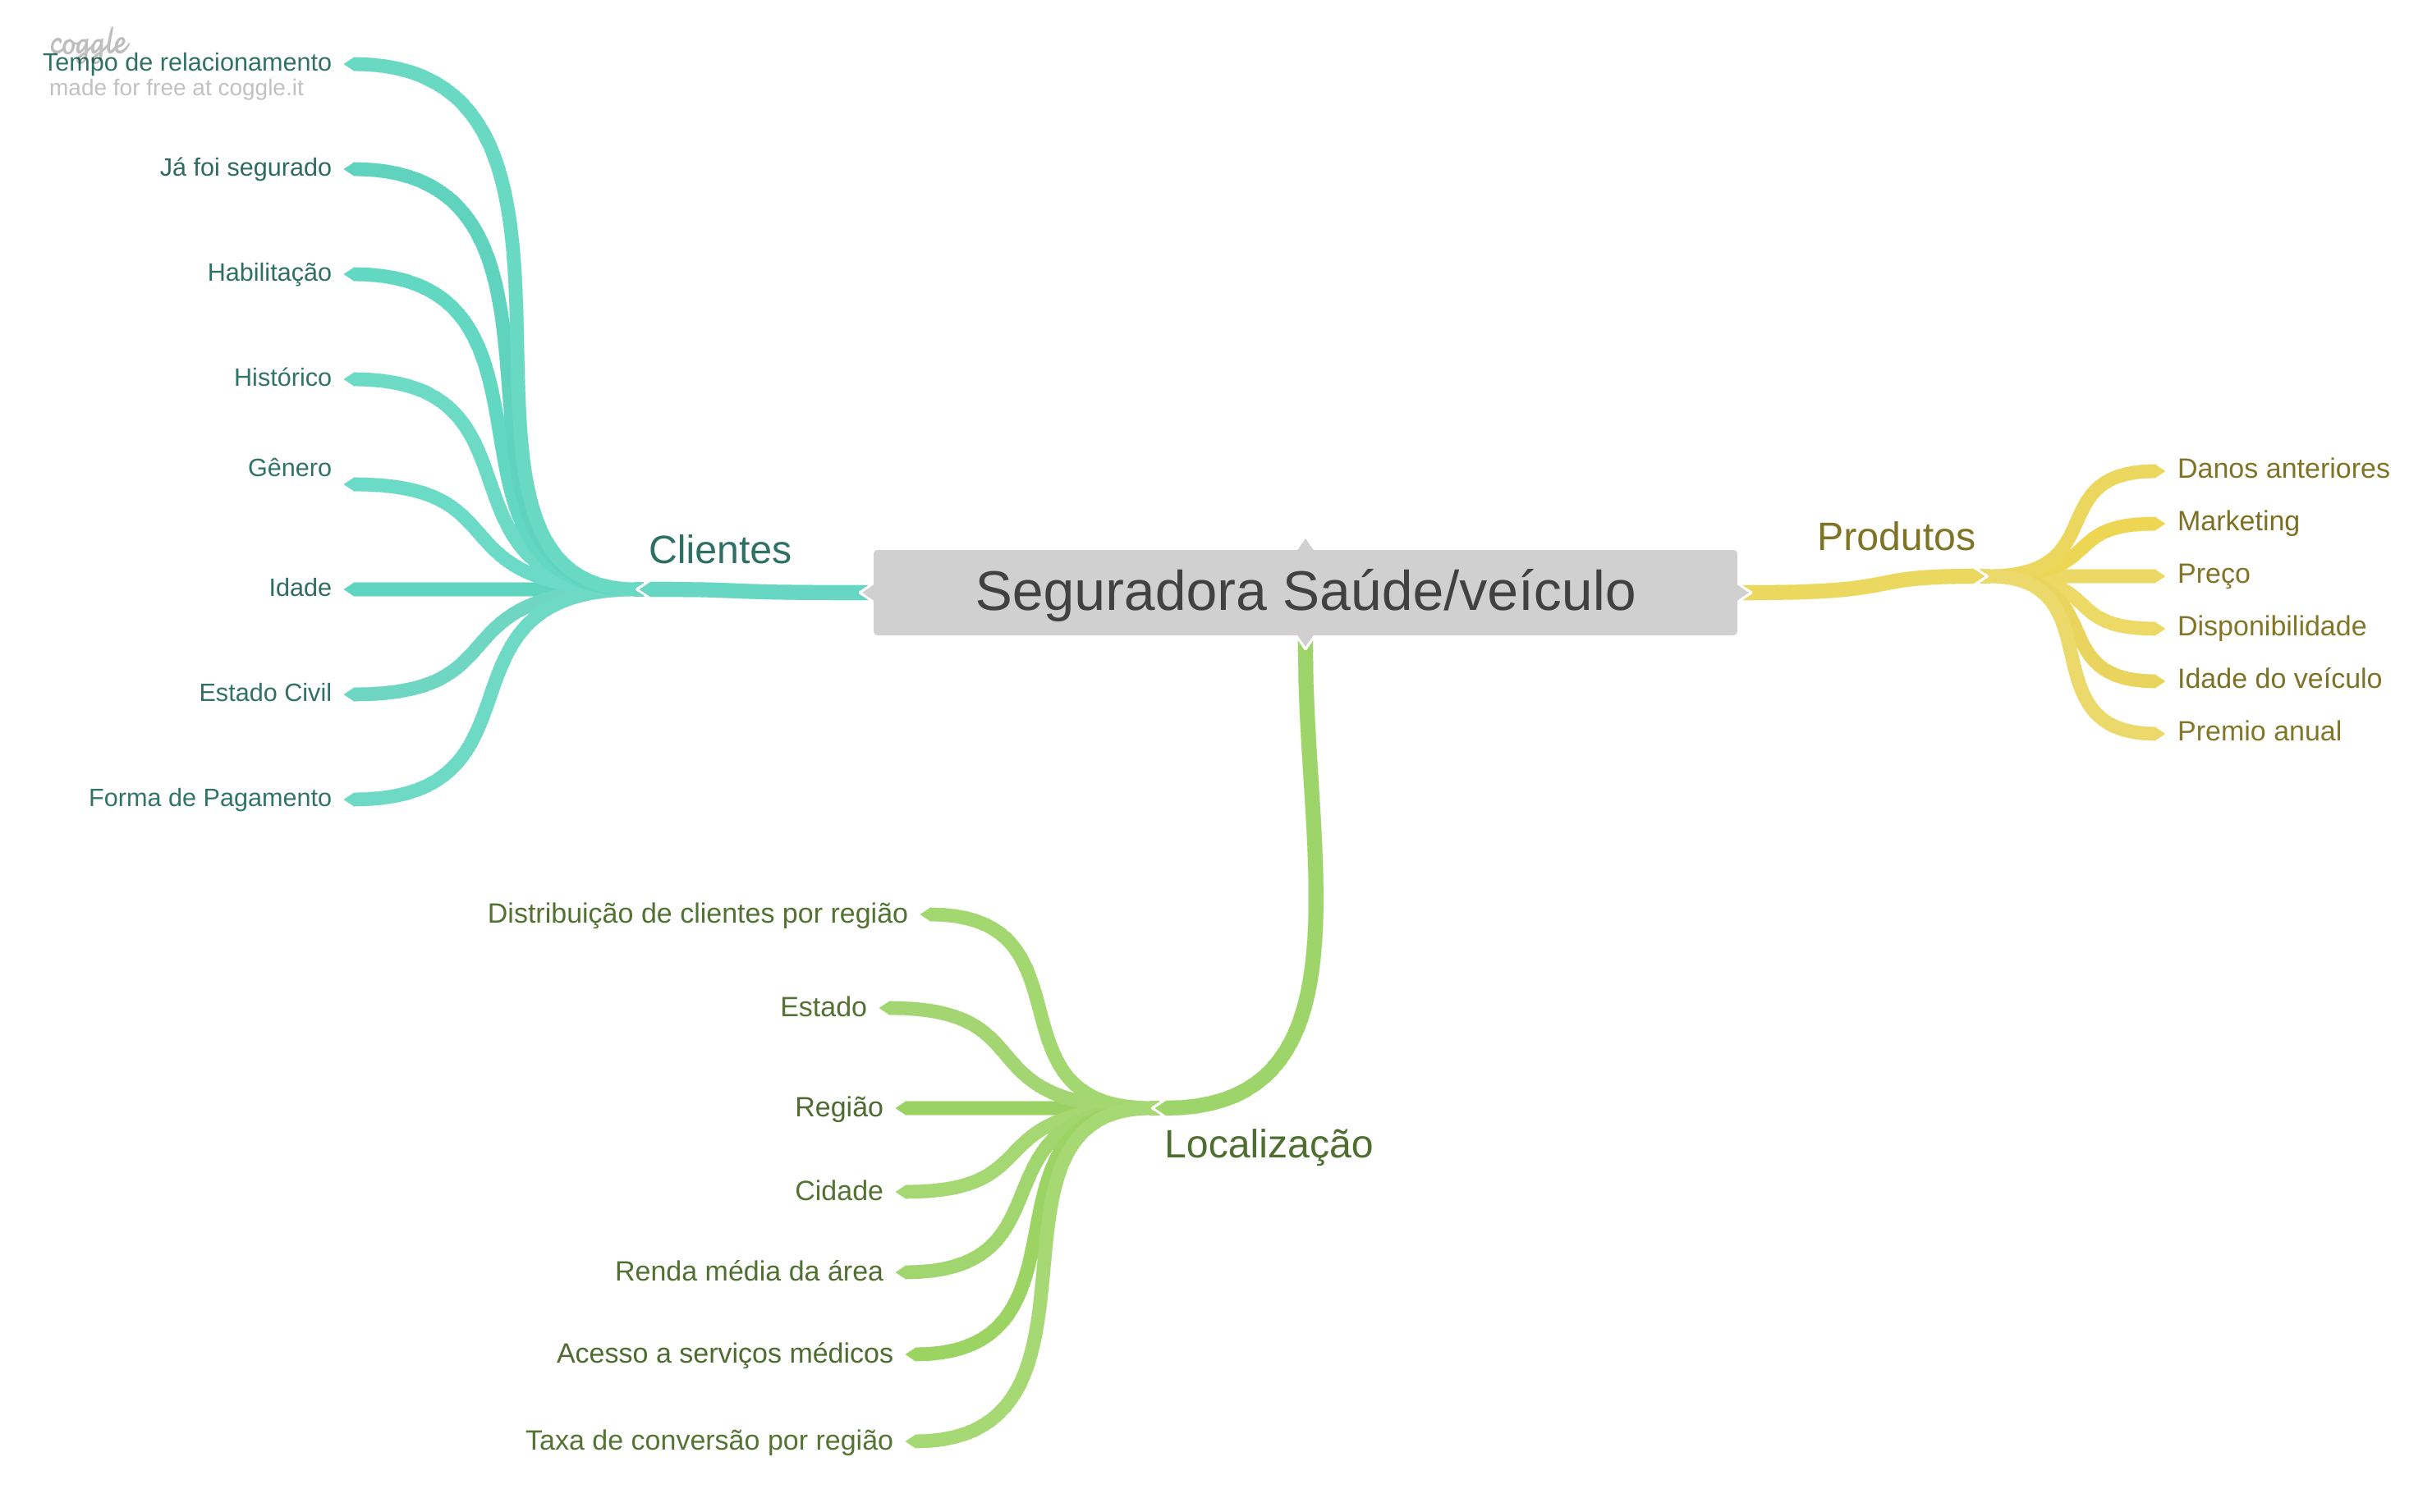 coggle
Tempo de relacionamento
made for free at coggle.it
Já foi segurado
Habilitação
Histórico
Gênero
Idade
Estado Civil
Forma de Pagamento
Clientes
Seguradora Saúde/veículo
Produtos
Danos anteriores
Marketing
Preço
Disponibilidade
Idade do veículo
Premio anual
Distribuição de clientes por região
Estado
Região
Cidade
Renda média da área
Acesso a serviços médicos
Taxa de conversão por região
Localização